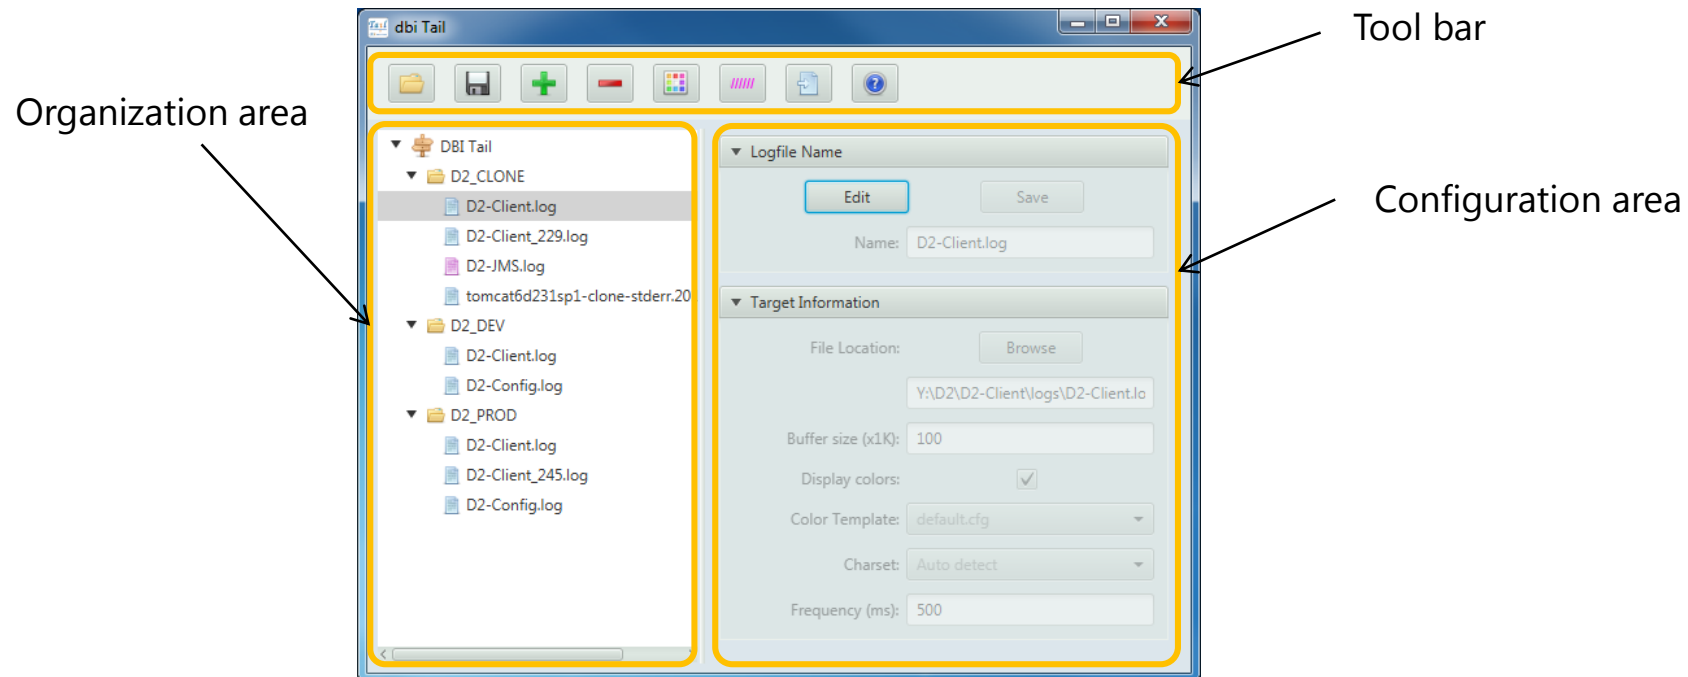 dbi Tail
Tool bar
Organization area
Configuration area
DBI Tail
D2_CLONE
D2-Client.log
D2-Client_229.log
D2-JMS.log
tomcat6d231sp1-clone-stderr.20
D2_DEV
D2-Client.log
D2-Config.log
D2_PROD
D2-Client.log
D2-Client_245.log
D2-Config.log
Logfile Name
Edit Save
Name: D2-Client.log
Target Information
File Location: Browse
Y:\D2\D2-Client\logs\D2-Client.lo
Buffer size (x1K): 100
Display colors:
Color Template: default.cfg
Charset: Auto detect
Frequency (ms): 500